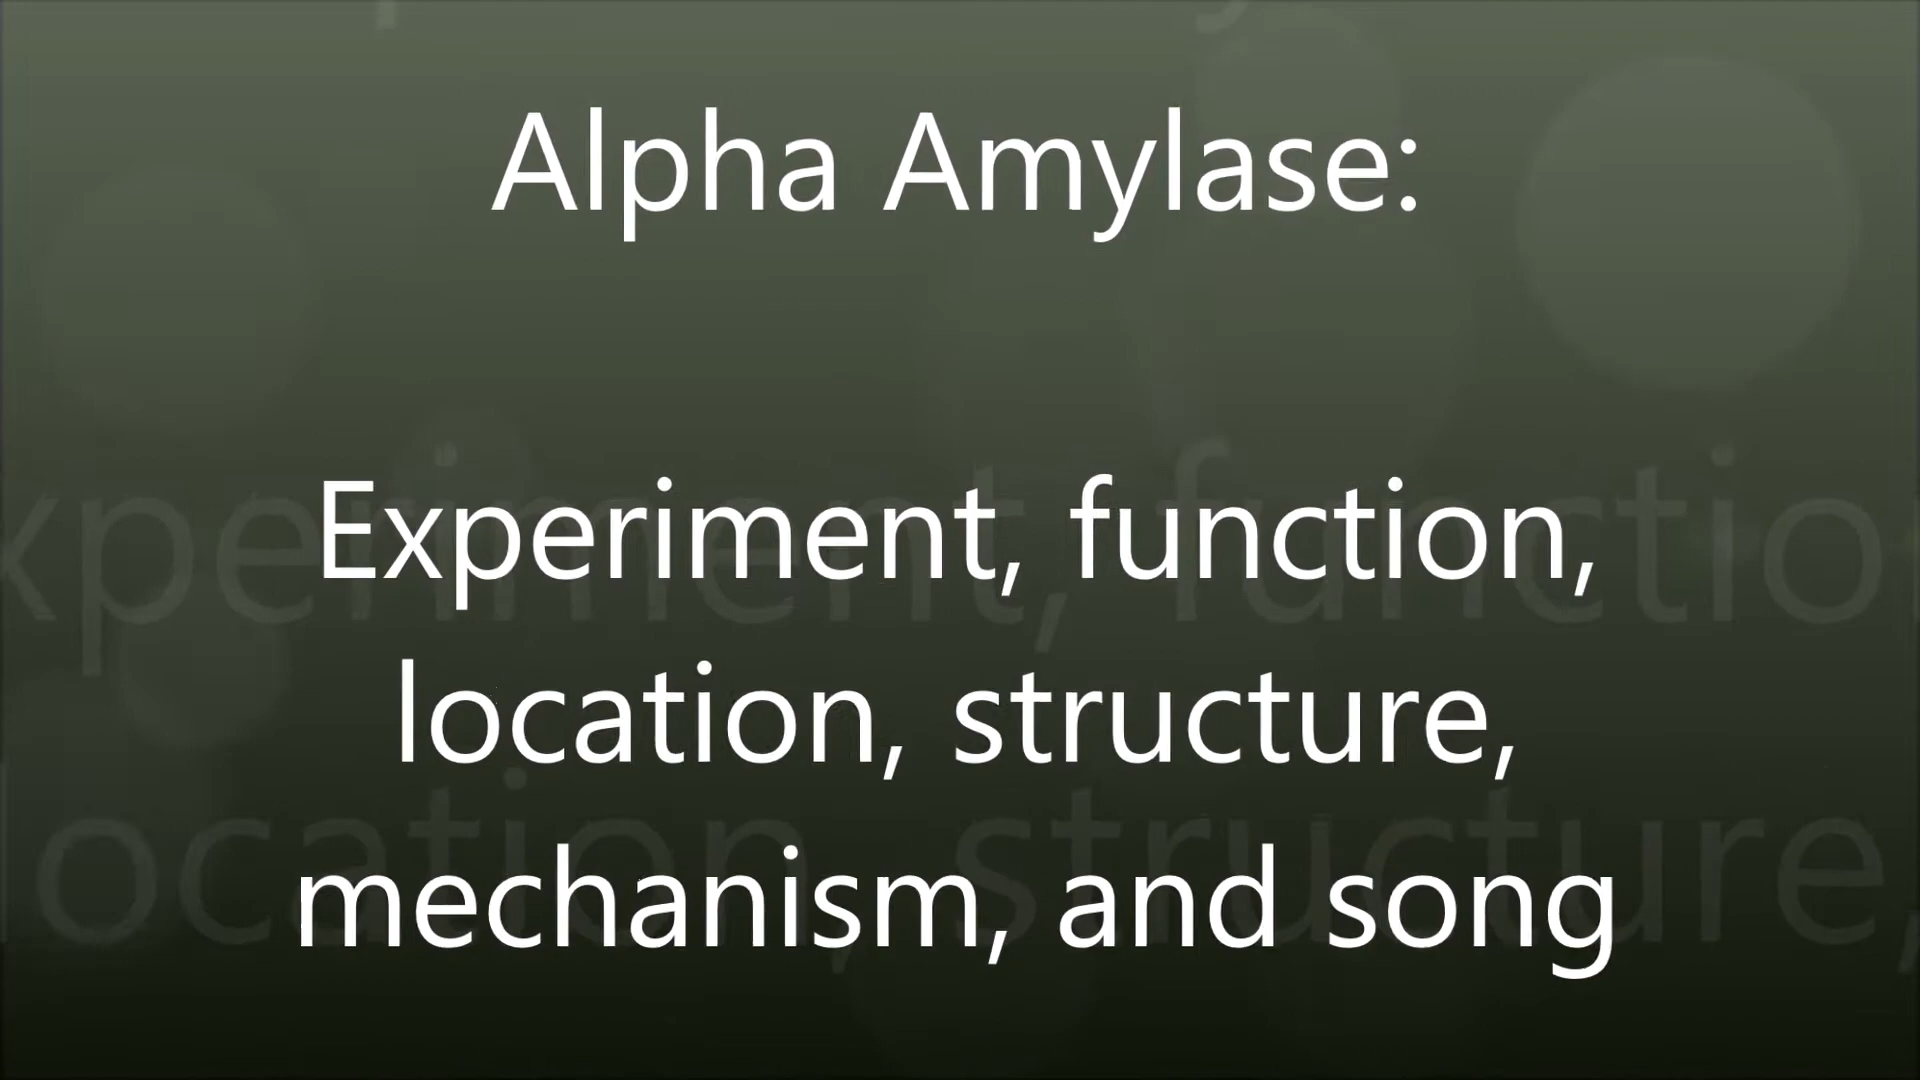 Alpha Amylase:
Experiment, function,
location, structure,
mechanism, and song